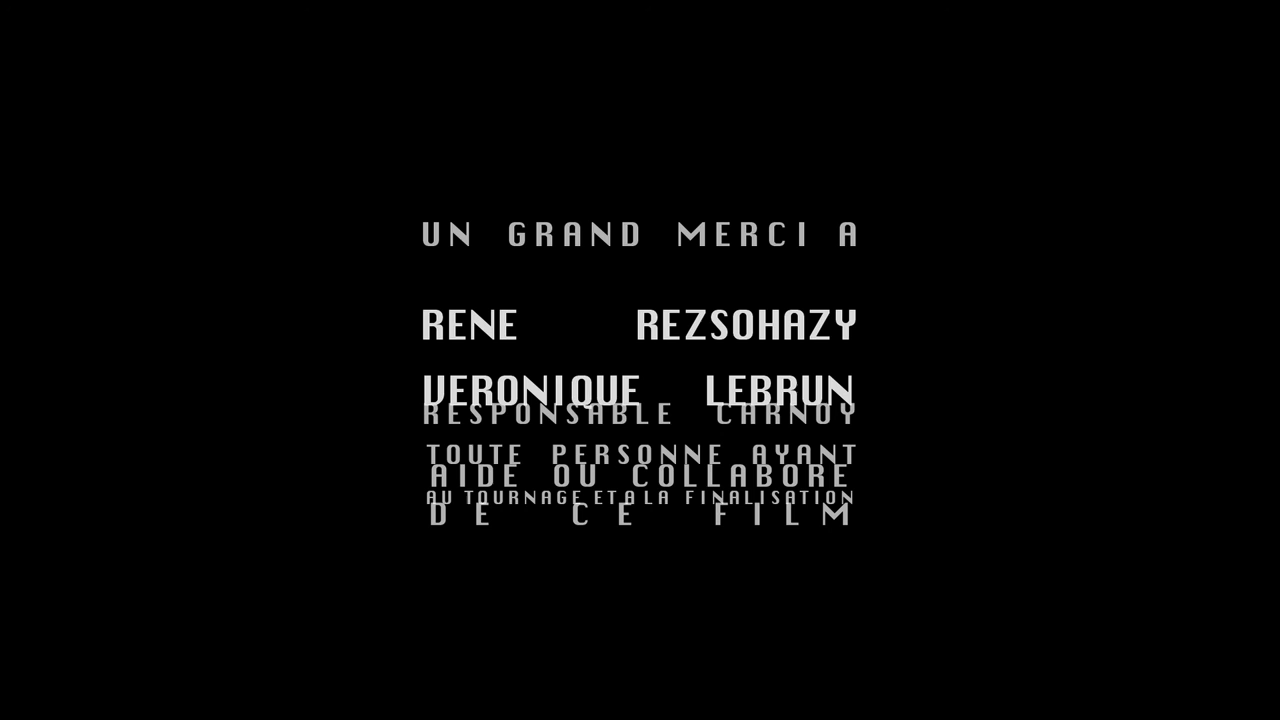 UN GRAND MERCI A
RENE REZSOHAZY
VERONIQUE LEBRUN
RESPONSABLE CARNOY
TOUTE PERSONNE AYANT
AIDE OU COLLABORE
AU TOURNAGE ET A LA FINALISATION
DE CE FILM